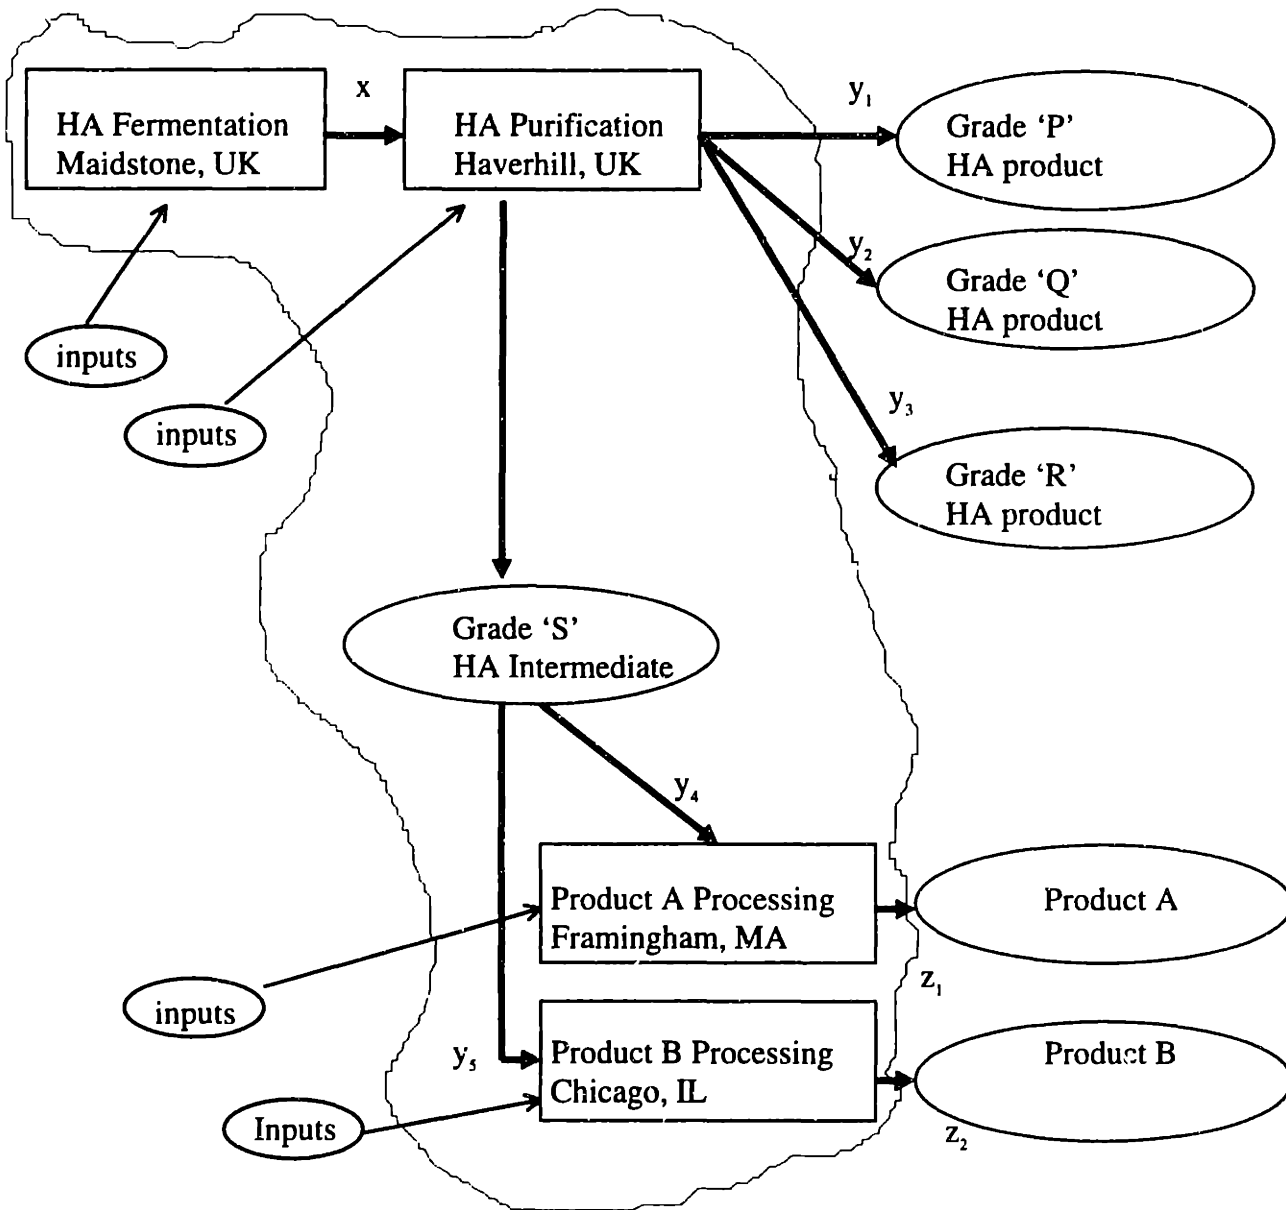 x
y₁
HA Fermentation
Maidstone, UK
HA Purification
Haverhill, UK
Grade ‘P’
HA product
y₂
Grade ‘Q’
HA product
inputs
inputs
y₃
Grade ‘R’
HA product
Grade ‘S’
HA Intermediate
y₄
Product A Processing
Framingham, MA
Product A
inputs
z₁
y₅
Product B Processing
Chicago, IL
Product B
Inputs
z₂